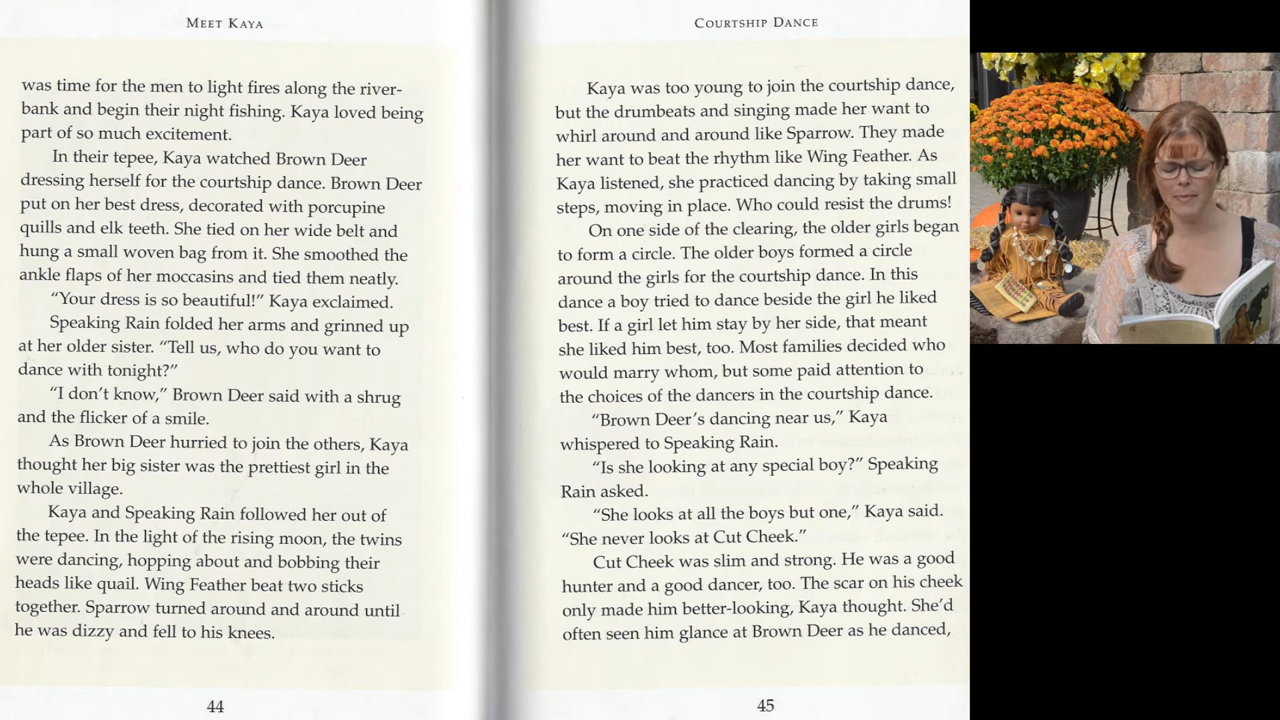 MEET KAYA
was time for the men to light fires along the river-
bank and begin their night fishing. Kaya loved being
part of so much excitement.
In their tepee, Kaya watched Brown Deer
dressing herself for the courtship dance. Brown Deer
put on her best dress, decorated with porcupine
quills and elk teeth. She tied on her wide belt and
hung a small woven bag from it. She smoothed the
ankle flaps of her moccasins and tied them neatly.
“Your dress is so beautiful!” Kaya exclaimed.
Speaking Rain folded her arms and grinned up
at her older sister. “Tell us, who do you want to
dance with tonight?”
“I don’t know,” Brown Deer said with a shrug
and the flicker of a smile.
As Brown Deer hurried to join the others, Kaya
thought her big sister was the prettiest girl in the
whole village.
Kaya and Speaking Rain followed her out of
the tepee. In the light of the rising moon, the twins
were dancing, hopping about and bobbing their
heads like quail. Wing Feather beat two sticks
together. Sparrow turned around and around until
he was dizzy and fell to his knees.
44
COURTSHIP DANCE
Kaya was too young to join the courtship dance,
but the drumbeats and singing made her want to
whirl around and around like Sparrow. They made
her want to beat the rhythm like Wing Feather. As
Kaya listened, she practiced dancing by taking small
steps, moving in place. Who could resist the drums!
On one side of the clearing, the older girls began
to form a circle. The older boys formed a circle
around the girls for the courtship dance. In this
dance a boy tried to dance beside the girl he liked
best. If a girl let him stay by her side, that meant
she liked him best, too. Most families decided who
would marry whom, but some paid attention to
the choices of the dancers in the courtship dance.
“Brown Deer’s dancing near us,” Kaya
whispered to Speaking Rain.
“Is she looking at any special boy?” Speaking
Rain asked.
“She looks at all the boys but one,” Kaya said.
“She never looks at Cut Cheek.”
Cut Cheek was slim and strong. He was a good
hunter and a good dancer, too. The scar on his cheek
only made him better-looking, Kaya thought. She’d
often seen him glance at Brown Deer as he danced,
45